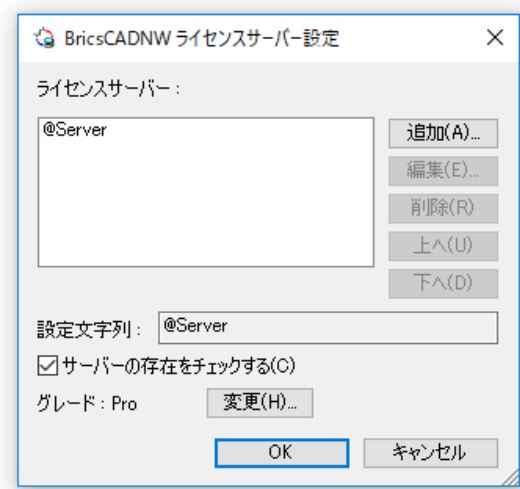 BricsCADNW ライセンスサーバー設定
ライセンスサーバー :
@Server
追加(A)...
編集(E)...
削除(R)
上へ(U)
下へ(D)
設定文字列 : @Server
サーバーの存在をチェックする(C)
グレード : Pro 変更(H)...
OK キャンセル